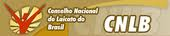 Conselho Nacional
do Laicato do
Brasil
CNLB